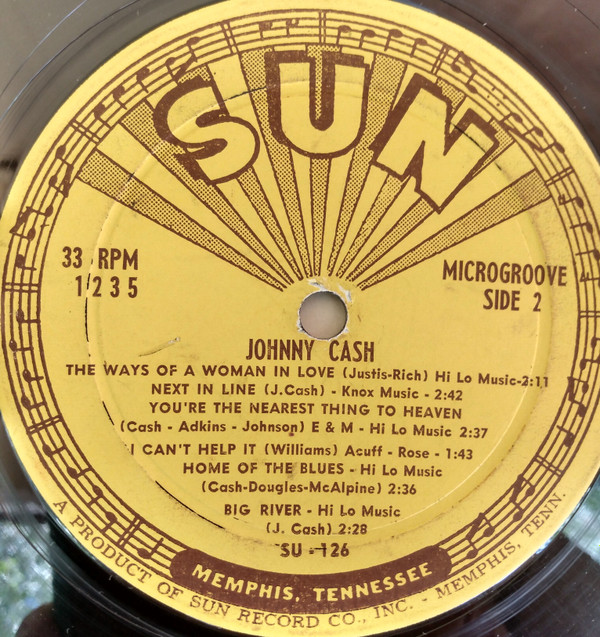 SUN
33 RPM
1235
MICROGROOVE
SIDE 2
JOHNNY CASH
THE WAYS OF A WOMAN IN LOVE (Justis-Rich) Hi Lo Music-2:11
NEXT IN LINE (J.Cash) - Knox Music - 2:42
YOU'RE THE NEAREST THING TO HEAVEN
(Cash - Adkins - Johnson) E & M - Hi Lo Music 2:37
I CAN'T HELP IT (Williams) Acuff - Rose - 1:43
HOME OF THE BLUES - Hi Lo Music
(Cash-Dougles-McAlpine) 2:36
BIG RIVER - Hi Lo Music
(J. Cash) 2:28
SU - 126
MEMPHIS, TENNESSEE
A PRODUCT OF SUN RECORD CO., INC. - MEMPHIS, TENN.